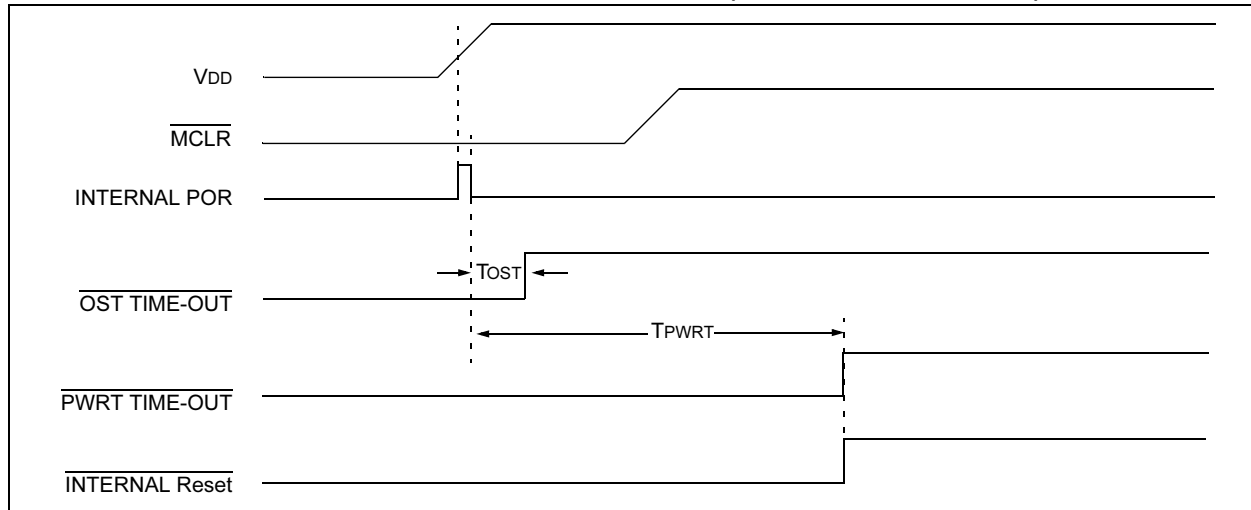 VDD
MCLR
INTERNAL POR
TOST
OST TIME-OUT
TPWRT
PWRT TIME-OUT
INTERNAL Reset